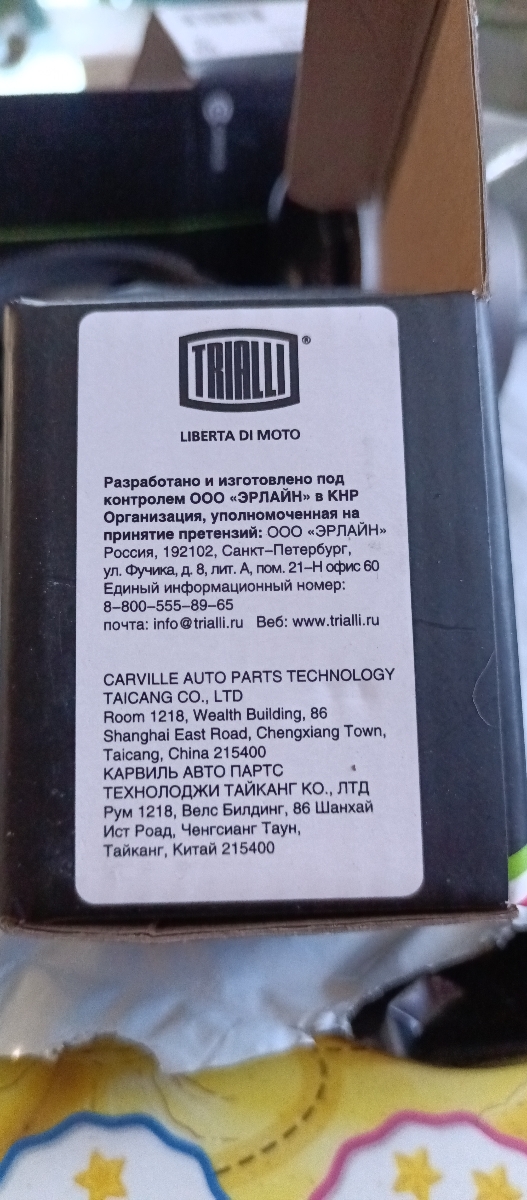 TRIALLI®
LIBERTA DI MOTO
Разработано и изготовлено под
контролем ООО «ЭРЛАЙН» в КНР
Организация, уполномоченная на
принятие претензий: ООО «ЭРЛАЙН»
Россия, 192102, Санкт–Петербург,
ул. Фучика, д. 8, лит. А, пом. 21–Н офис 60
Единый информационный номер:
8–800–555–89–65
почта: info@trialli.ru Веб: www.trialli.ru
CARVILLE AUTO PARTS TECHNOLOGY
TAICANG CO., LTD
Room 1218, Wealth Building, 86
Shanghai East Road, Chengxiang Town,
Taicang, China 215400
КАРВИЛЬ АВТО ПАРТС
ТЕХНОЛОДЖИ ТАЙКАНГ КО., ЛТД
Рум 1218, Велс Билдинг, 86 Шанхай
Ист Роад, Ченгсианг Таун,
Тайканг, Китай 215400